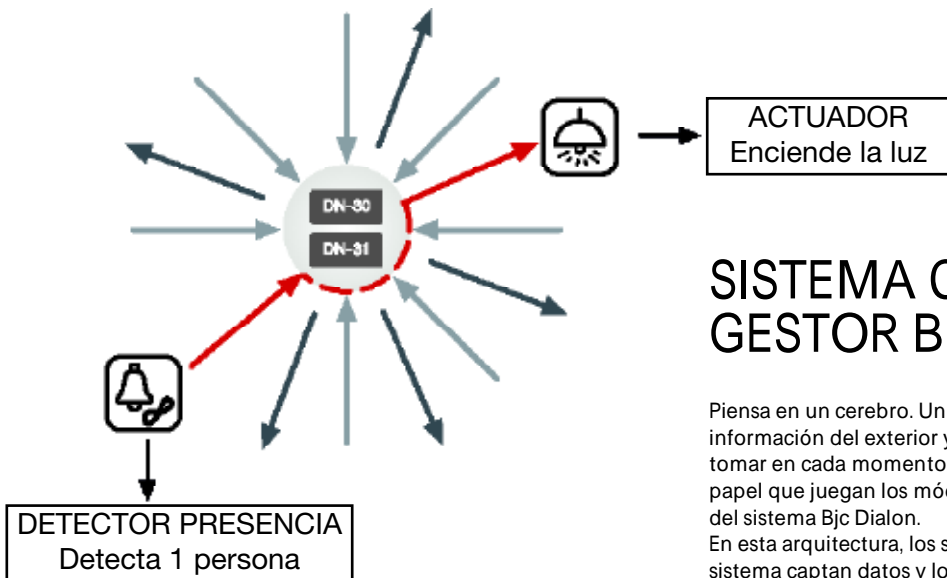 ACTUADOR
Enciende la luz
DN-30
DN-31
DETECTOR PRESENCIA
Detecta 1 persona
SISTEMA
GESTOR B
Piensa en un cerebro. Un
información del exterior y
tomar en cada momento
papel que juegan los
del sistema Bjc Dialon.
En esta arquitectura, los s
sistema captan datos y lo